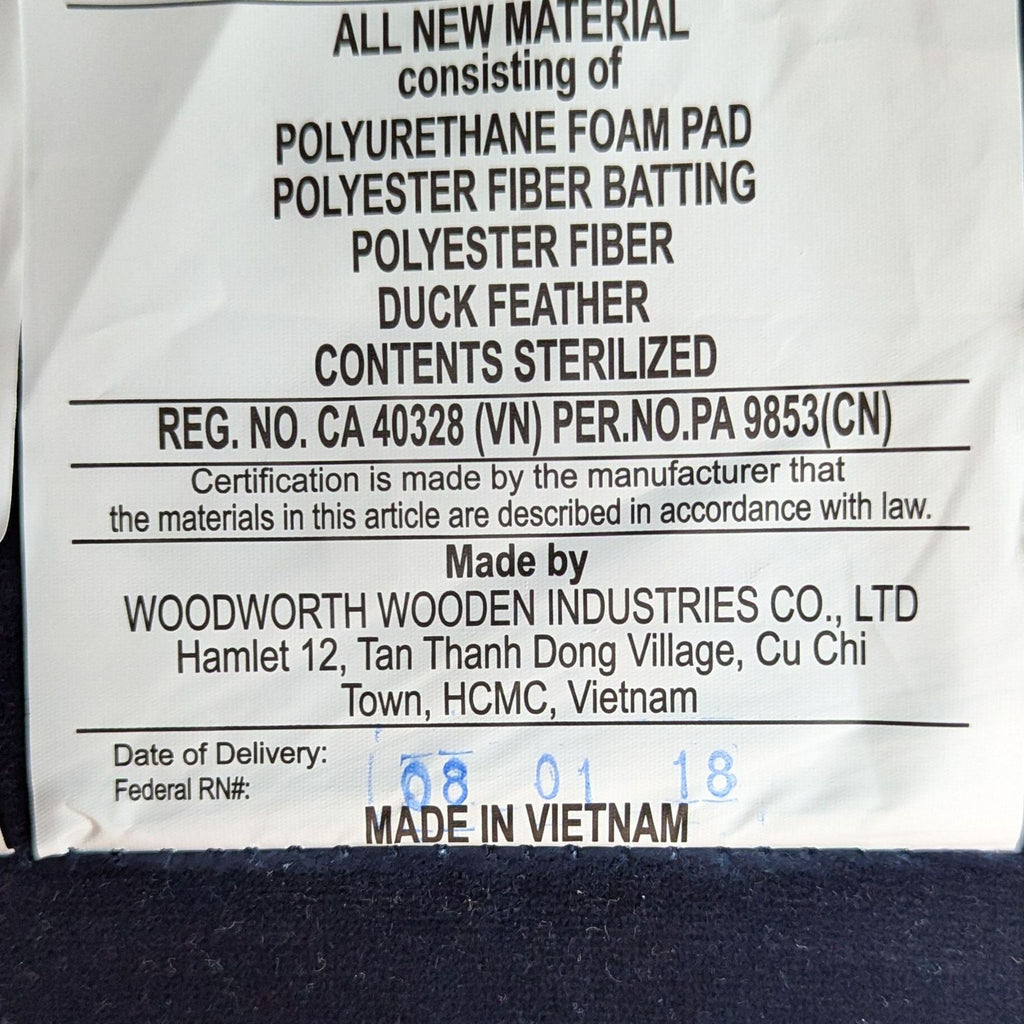 ALL NEW MATERIAL
consisting of
POLYURETHANE FOAM PAD
POLYESTER FIBER BATTING
POLYESTER FIBER
DUCK FEATHER
CONTENTS STERILIZED
REG. NO. CA 40328 (VN) PER.NO.PA 9853(CN)
Certification is made by the manufacturer that
the materials in this article are described in accordance with law.
Made by
WOODWORTH WOODEN INDUSTRIES CO., LTD
Hamlet 12, Tan Thanh Dong Village, Cu Chi
Town, HCMC, Vietnam
Date of Delivery: 08 01 18
Federal RN#:
MADE IN VIETNAM